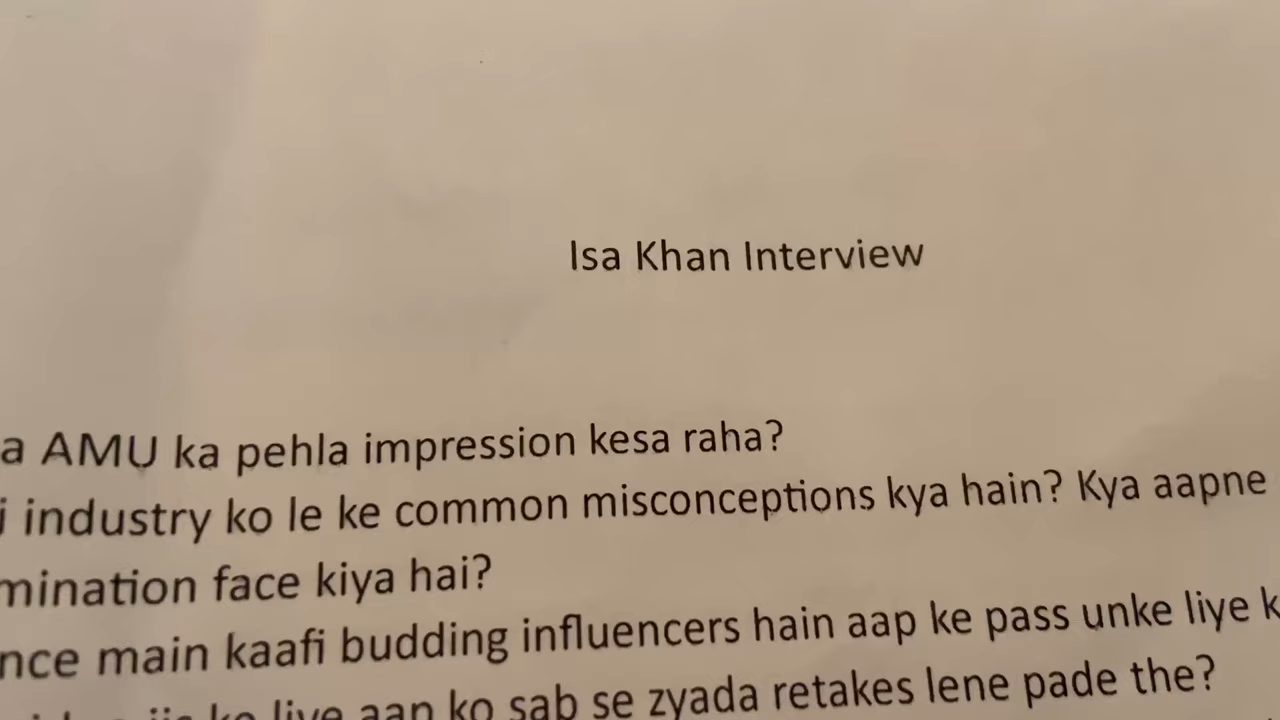 Isa Khan Interview
a AMU ka pehla impression kesa raha?
industry ko le ke common misconceptions kya hain? Kya aapne
mination face kiya hai?
nce main kaafi budding influencers hain aap ke pass unke liye k
ko sab se zyada retakes lene pade the?